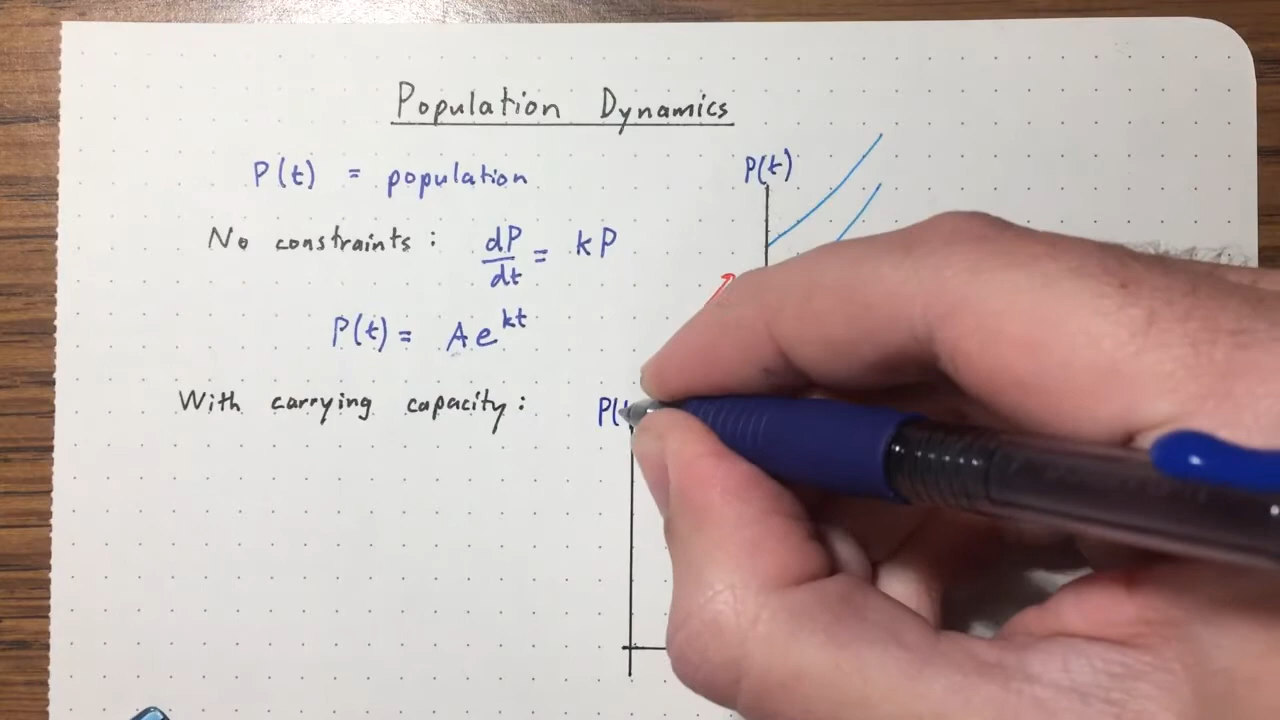 Population Dynamics
P(t) = population
P(t)
No constraints: dP/dt = kP
P(t) = Ae^kt
With carrying capacity:
P(t